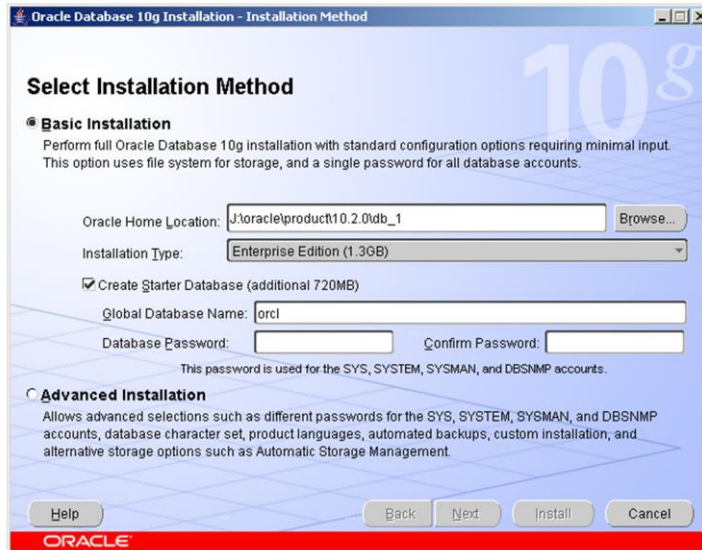 Oracle Database 10g Installation - Installation Method
10g
Select Installation Method
Basic Installation
Perform full Oracle Database 10g installation with standard configuration options requiring minimal input.
This option uses file system for storage, and a single password for all database accounts.
Oracle Home Location: J:\oracle\product\10.2.0\db_1 Browse...
Installation Type: Enterprise Edition (1.3GB)
Create Starter Database (additional 720MB)
Global Database Name: orcl
Database Password: Confirm Password:
This password is used for the SYS, SYSTEM, SYSMAN, and DBSNMP accounts.
Advanced Installation
Allows advanced selections such as different passwords for the SYS, SYSTEM, SYSMAN, and DBSNMP
accounts, database character set, product languages, automated backups, custom installation, and
alternative storage options such as Automatic Storage Management.
Help Back Next Install Cancel
ORACLE